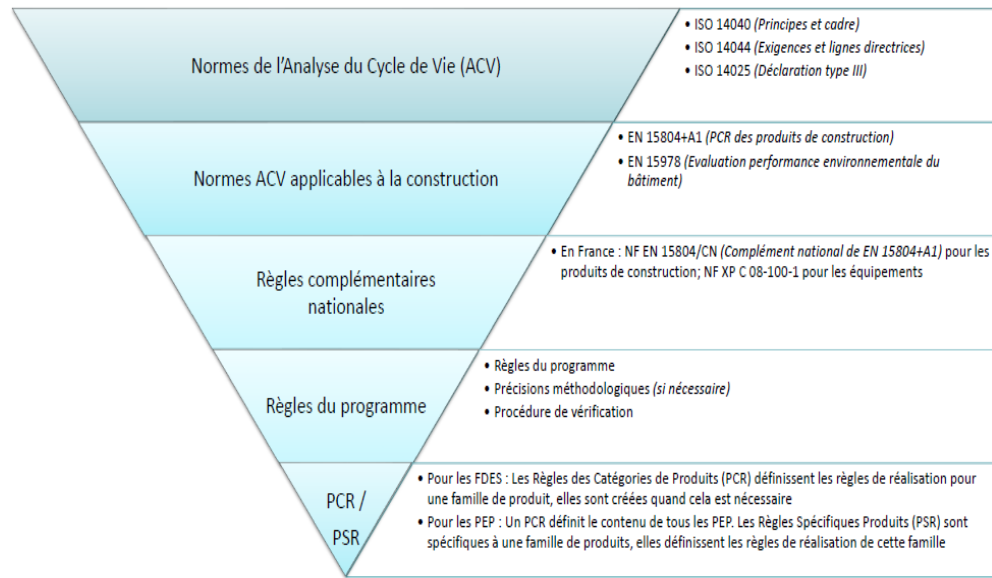 Normes de l'Analyse du Cycle de Vie (ACV)
• ISO 14040 (Principes et cadre)
• ISO 14044 (Exigences et lignes directrices)
• ISO 14025 (Déclaration type III)
Normes ACV applicables à la construction
• EN 15804+A1 (PCR des produits de construction)
• EN 15978 (Evaluation performance environnementale du
bâtiment)
Règles complémentaires
nationales
• En France : NF EN 15804/CN (Complément national de EN 15804+A1) pour les
produits de construction; NF XP C 08-100-1 pour les équipements
Règles du programme
• Règles du programme
• Précisions méthodologiques (si nécessaire)
• Procédure de vérification
PCR /
PSR
• Pour les FDES : Les Règles des Catégories de Produits (PCR) définissent les règles de réalisation pour
une famille de produit, elles sont créées quand cela est nécessaire
• Pour les PEP : Un PCR définit le contenu de tous les PEP. Les Règles Spécifiques Produits (PSR) sont
spécifiques à une famille de produits, elles définissent les règles de réalisation de cette famille